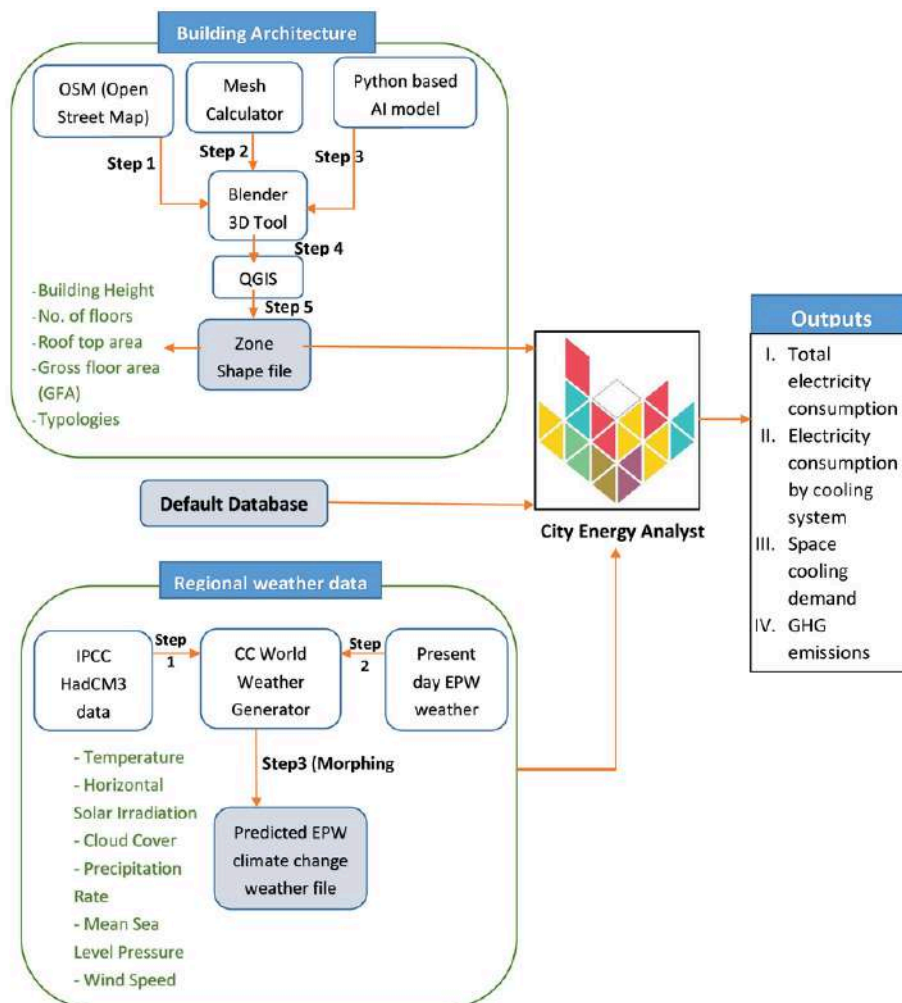 Building Architecture
OSM (Open
Street Map)
Mesh
Calculator
Python based
AI model
Step 1
Step 2
Step 3
Blender
3D Tool
Step 4
QGIS
Step 5
Zone
Shape file
-Building Height
-No. of floors
-Roof top area
-Gross floor area
(GFA)
-Typologies
Default Database
City Energy Analyst
Outputs
I. Total
electricity
consumption
II. Electricity
consumption
by cooling
system
III. Space
cooling
demand
IV. GHG
emissions
Regional weather data
IPCC
HadCM3
data
Step
1
CC World
Weather
Generator
Step
2
Present
day EPW
weather
Step3 (Morphing
Predicted EPW
climate change
weather file
- Temperature
- Horizontal
Solar Irradiation
- Cloud Cover
- Precipitation
Rate
- Mean Sea
Level Pressure
- Wind Speed